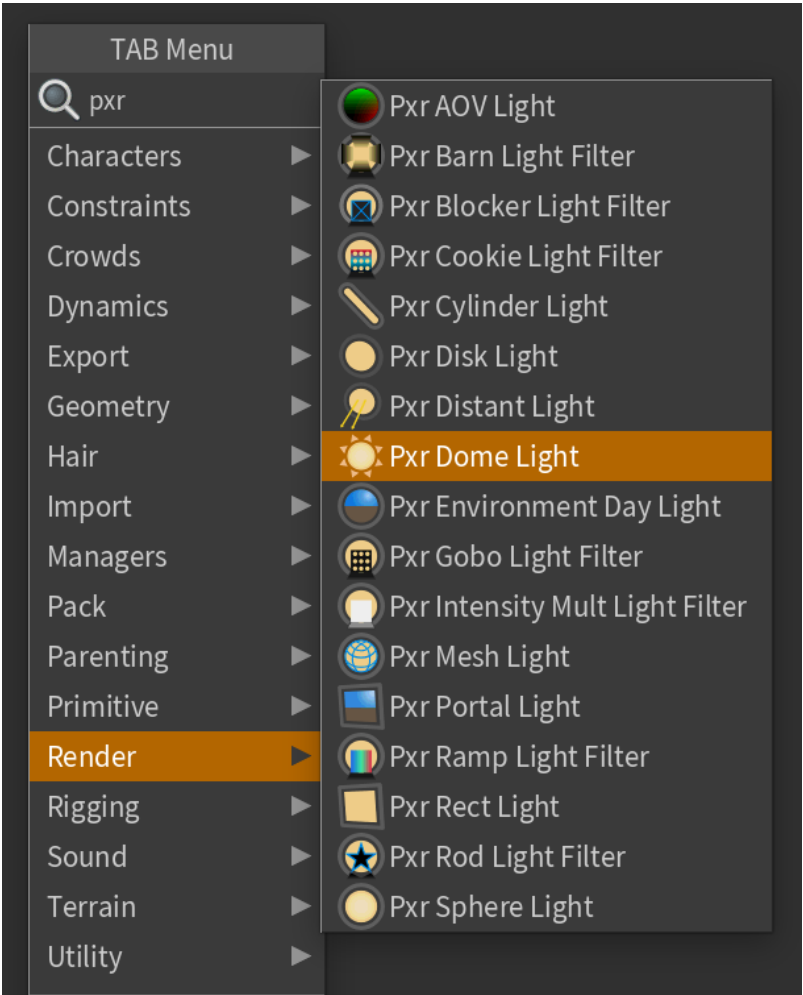 TAB Menu
pxr
Characters
Constraints
Crowds
Dynamics
Export
Geometry
Hair
Import
Managers
Pack
Parenting
Primitive
Render
Rigging
Sound
Terrain
Utility
Pxr AOV Light
Pxr Barn Light Filter
Pxr Blocker Light Filter
Pxr Cookie Light Filter
Pxr Cylinder Light
Pxr Disk Light
Pxr Distant Light
Pxr Dome Light
Pxr Environment Day Light
Pxr Gobo Light Filter
Pxr Intensity Mult Light Filter
Pxr Mesh Light
Pxr Portal Light
Pxr Ramp Light Filter
Pxr Rect Light
Pxr Rod Light Filter
Pxr Sphere Light